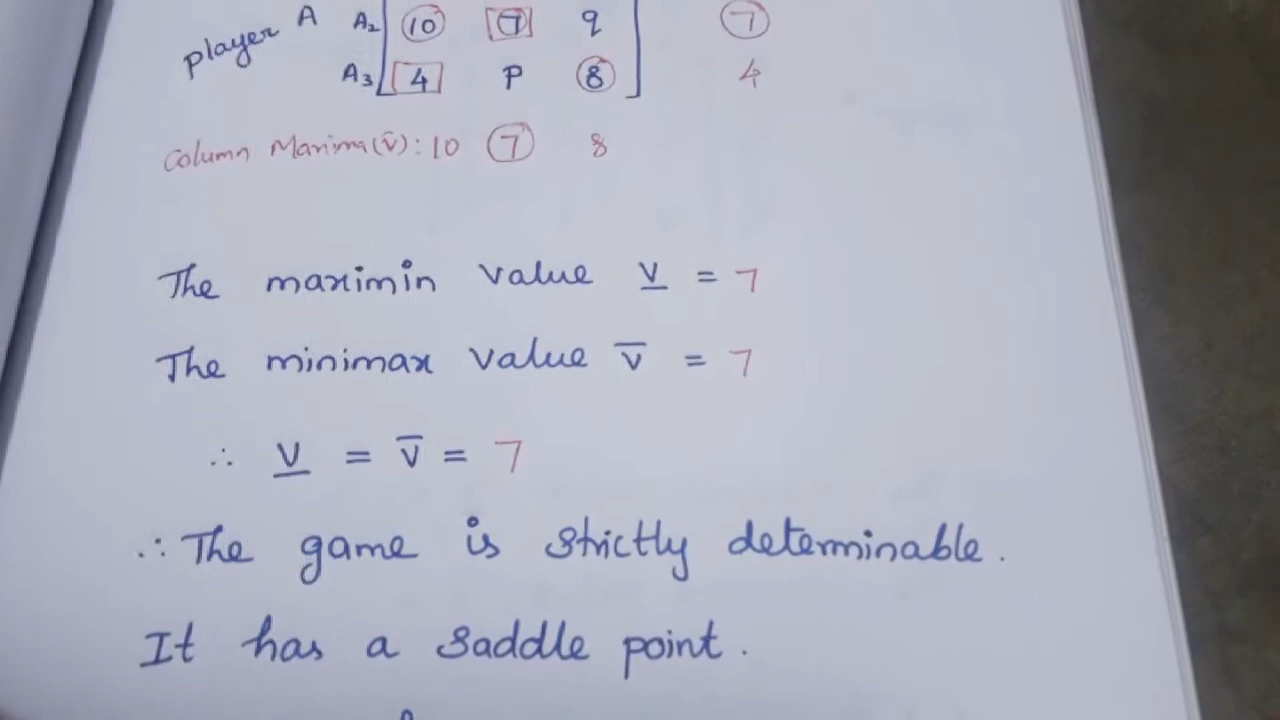 Player A A₂ 10 7 q 7
A₃ 4 P 8 4
Column Maxima (v̄) : 10 7 8
The maximin value v̲ = 7
The minimax value v̄ = 7
∴ v̲ = v̄ = 7
∴ The game is strictly determinable.
It has a saddle point.